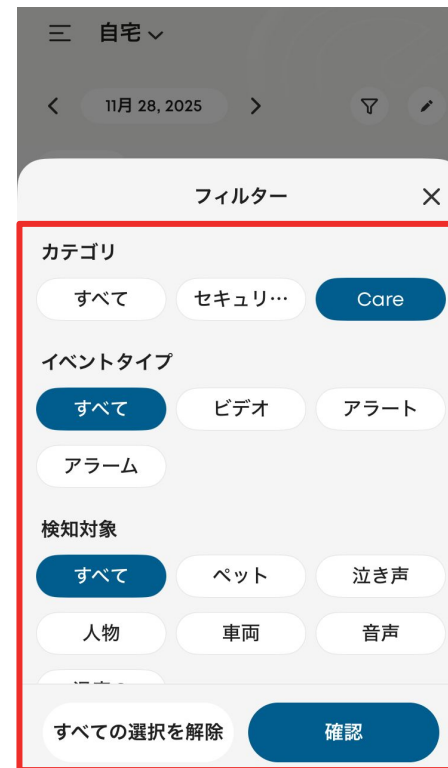 自宅
11月 28, 2025
フィルター
カテゴリ
すべて セキュリ… Care
イベントタイプ
すべて ビデオ アラート
アラーム
検知対象
すべて ペット 泣き声
人物 車両 音声
すべての選択を解除 確認